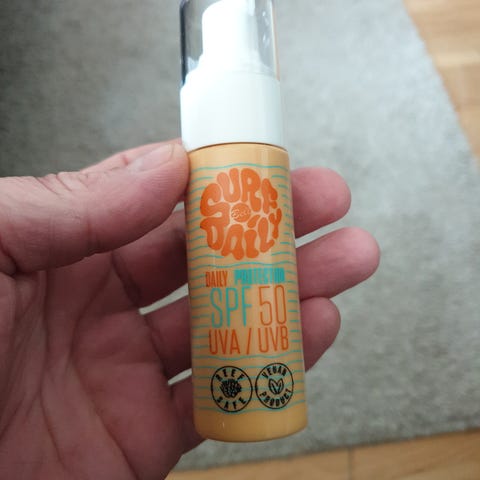 SURF
DAILY
DAILY PROTECTION
SPF 50
UVA / UVB
REEF SAFE
VEGAN PRODUCT